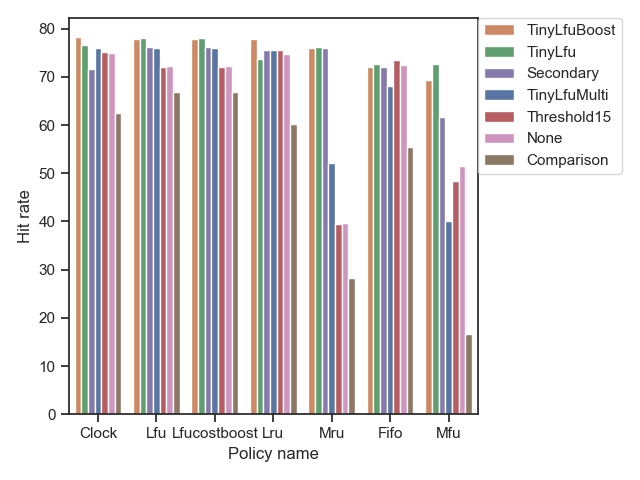 80
70
60
50
40
30
20
10
0
Hit rate
Clock Lfu Lfucostboost Lru Mru Fifo Mfu
Policy name
TinyLfuBoost
TinyLfu
Secondary
TinyLfuMulti
Threshold15
None
Comparison